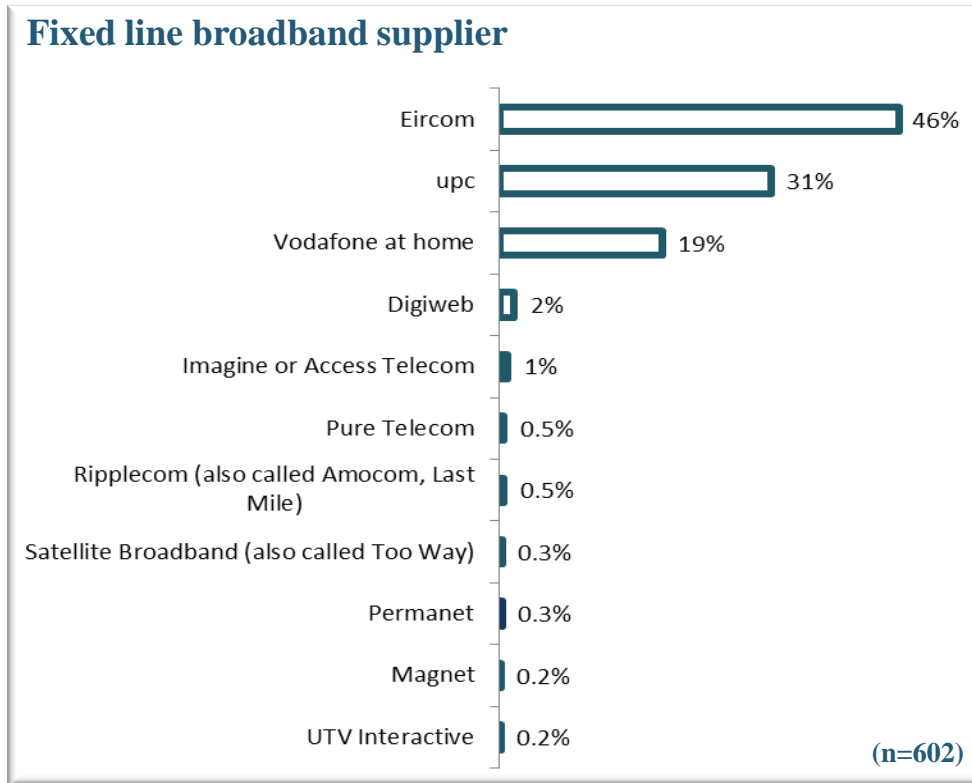 Fixed line broadband supplier
Eircom 46%
upc 31%
Vodafone at home 19%
Digiweb 2%
Imagine or Access Telecom 1%
Pure Telecom 0.5%
Ripplecom (also called Amocom, Last
Mile) 0.5%
Satellite Broadband (also called Too Way) 0.3%
Permanet 0.3%
Magnet 0.2%
UTV Interactive 0.2%
(n=602)